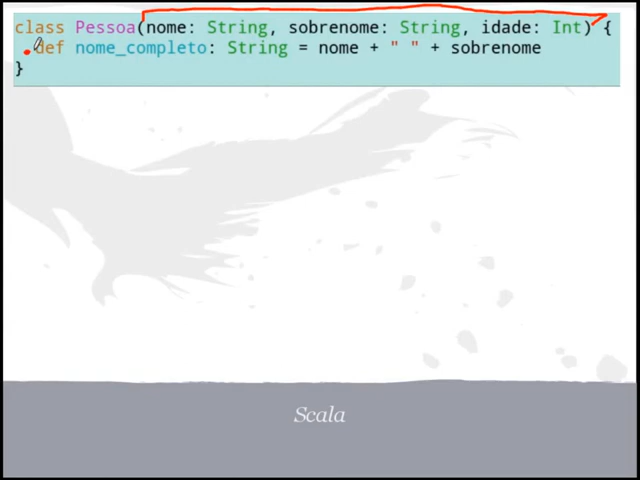 class Pessoa(nome: String, sobrenome: String, idade: Int) {
def nome_completo: String = nome + " " + sobrenome
}
Scala